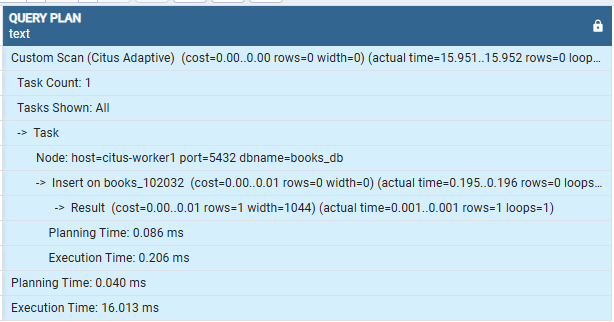 QUERY PLAN
text
Custom Scan (Citus Adaptive) (cost=0.00..0.00 rows=0 width=0) (actual time=15.951..15.952 rows=0 loop...
Task Count: 1
Tasks Shown: All
-> Task
Node: host=citus-worker1 port=5432 dbname=books_db
-> Insert on books_102032 (cost=0.00..0.01 rows=0 width=0) (actual time=0.195..0.196 rows=0 loops...
-> Result (cost=0.00..0.01 rows=1 width=1044) (actual time=0.001..0.001 rows=1 loops=1)
Planning Time: 0.086 ms
Execution Time: 0.206 ms
Planning Time: 0.040 ms
Execution Time: 16.013 ms